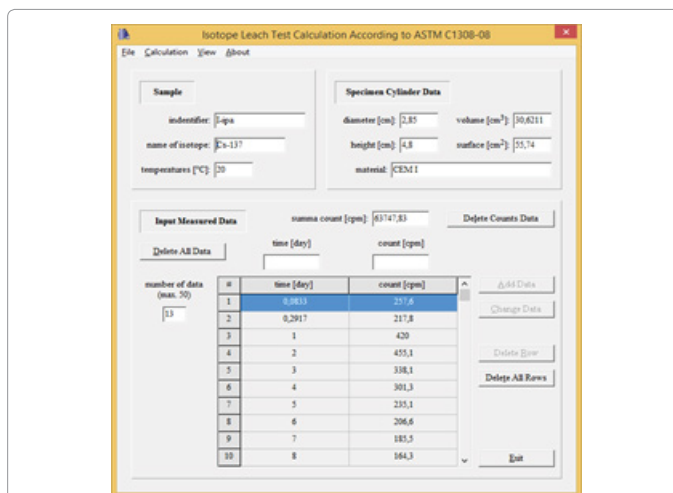 Isotope Leach Test Calculation According to ASTM C1308-08
File Calculation View About
Sample
indentifier: I-ipa
name of isotope: Cs-137
temperatures [°C]: 20
Specimen Cylinder Data
diameter [cm]: 2,85 volume [cm³]: 30,6211
height [cm]: 4,8 surface [cm²]: 55,74
material: CEM I
Input Measured Data summa count [cpm]: 63747,83 Delete Counts Data
Delete All Data time [day] count [cpm]
number of data
(max. 50)
13
# time [day] count [cpm]
1 0,0833 257,6
2 0,2917 217,8
3 1 420
4 2 455,1
5 3 338,1
6 4 301,3
7 5 235,1
8 6 206,6
9 7 185,5
10 8 164,3
Add Data
Change Data
Delete Row
Delete All Rows
Exit